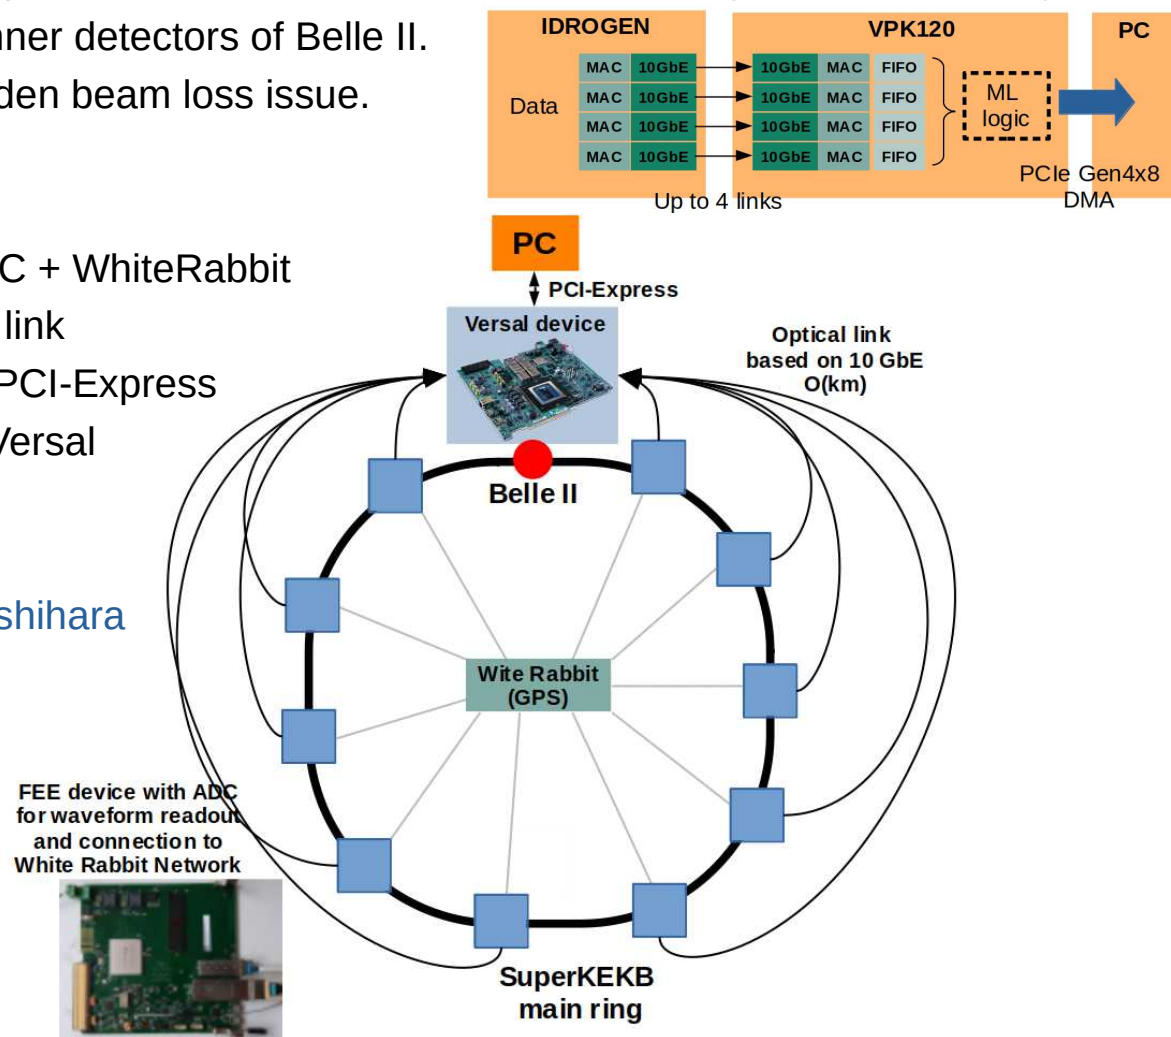 nner detectors of Belle II.
den beam loss issue.
C + WhiteRabbit
link
PCI-Express
Versal
shihara
IDROGEN
VPK120
PC
Data
MAC 10GbE
MAC 10GbE
MAC 10GbE
MAC 10GbE
10GbE MAC FIFO
10GbE MAC FIFO
10GbE MAC FIFO
10GbE MAC FIFO
ML
logic
PCIe Gen4x8
DMA
Up to 4 links
PC
PCI-Express
Versal device
Optical link
based on 10 GbE
O(km)
Belle II
Wite Rabbit
(GPS)
FEE device with ADC
for waveform readout
and connection to
White Rabbit Network
SuperKEKB
main ring